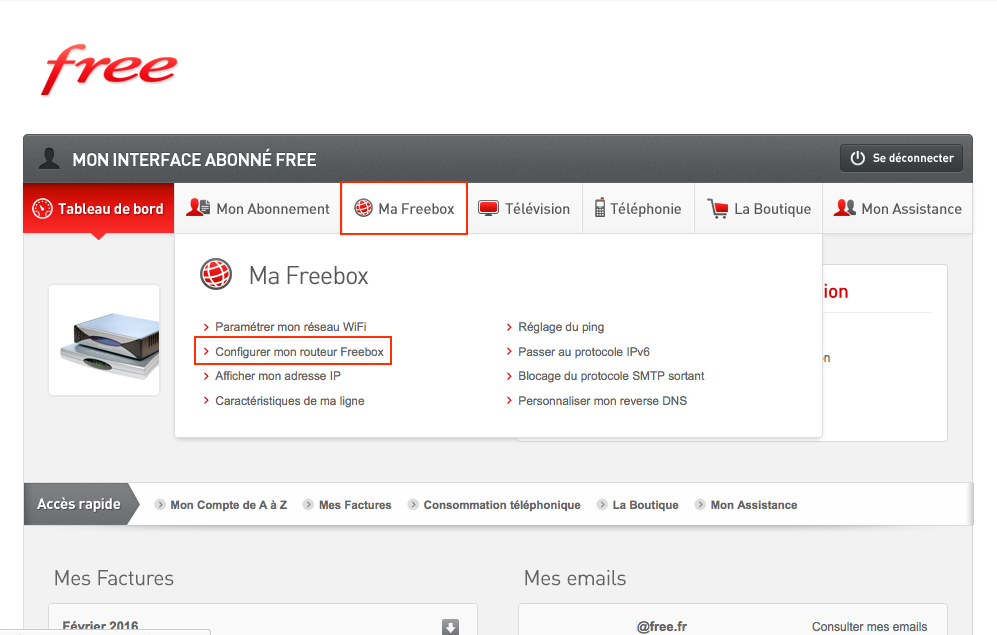 free
MON INTERFACE ABONNÉ FREE
Se déconnecter
Tableau de bord
Mon Abonnement
Ma Freebox
Télévision
Téléphonie
La Boutique
Mon Assistance
Ma Freebox
Paramétrer mon réseau WiFi
Configurer mon routeur Freebox
Afficher mon adresse IP
Caractéristiques de ma ligne
Réglage du ping
Passer au protocole IPv6
Blocage du protocole SMTP sortant
Personnaliser mon reverse DNS
Accès rapide
Mon Compte de A à Z
Mes Factures
Consommation téléphonique
La Boutique
Mon Assistance
Mes Factures
Février 2016
Mes emails
@free.fr
Consulter mes emails